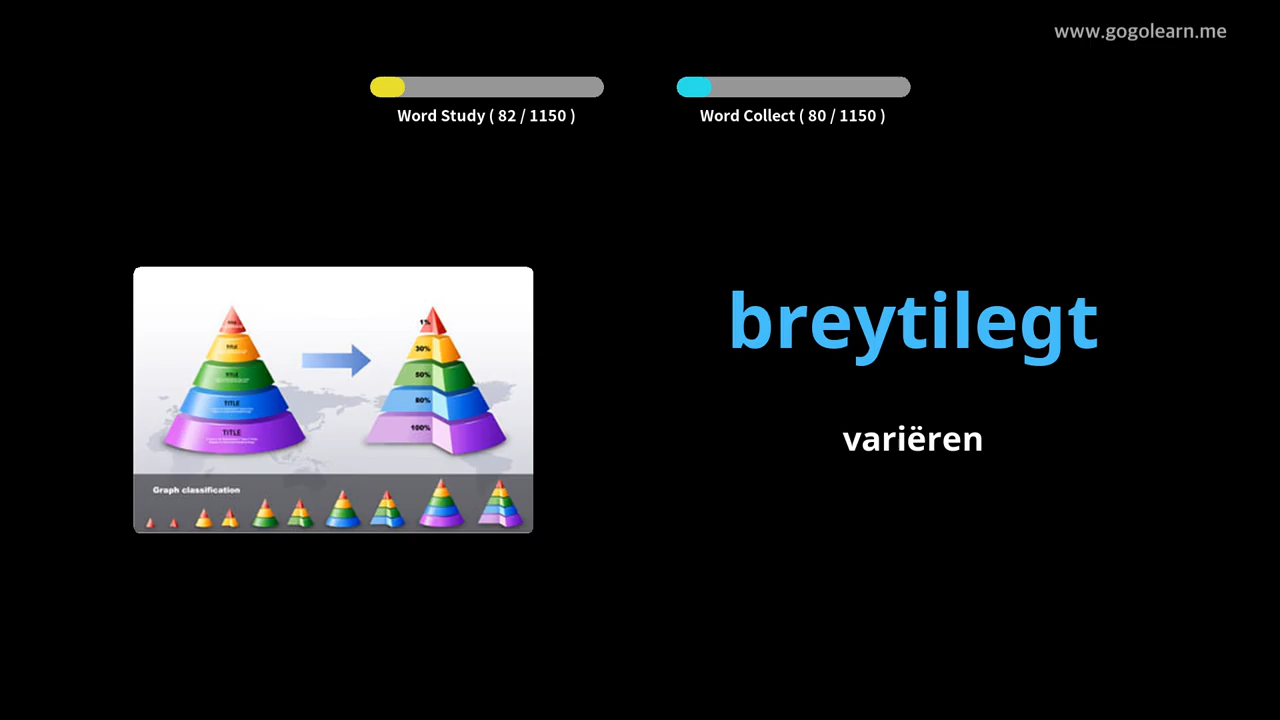 www.gogolearn.me
Word Study ( 82 / 1150 )
Word Collect ( 80 / 1150 )
breytilegt
variëren
TITLE
TITLE
TITLE
TITLE
1%
30%
50%
80%
100%
Graph classification